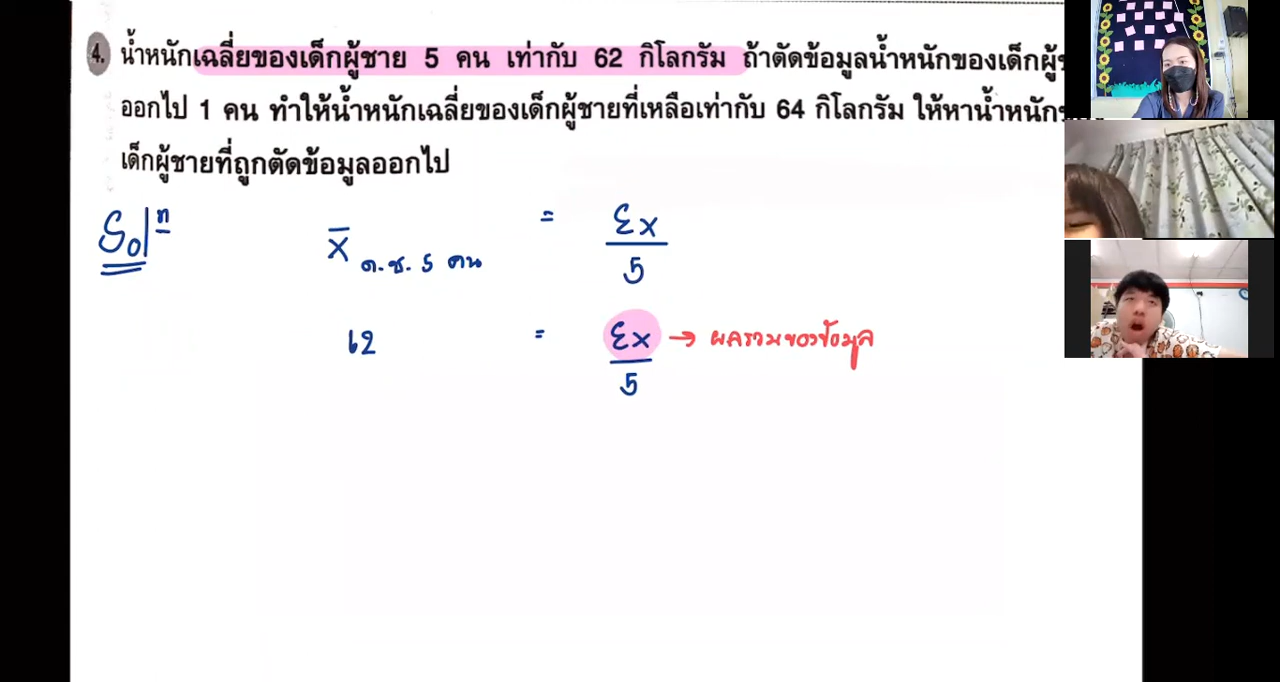 4. น้ำหนักเฉลี่ยของเด็กผู้ชาย 5 คน เท่ากับ 62 กิโลกรัม ถ้าตัดข้อมูลน้ำหนักของเด็กผู้
ออกไป 1 คน ทำให้น้ำหนักเฉลี่ยของเด็กผู้ชายที่เหลือเท่ากับ 64 กิโลกรัม ให้หาน้ำหนัก
เด็กผู้ชายที่ถูกตัดข้อมูลออกไป
Solⁿ
x̄ ด.ช. 5 คน = Σx / 5
62 = Σx / 5 → ผลรวมของข้อมูล